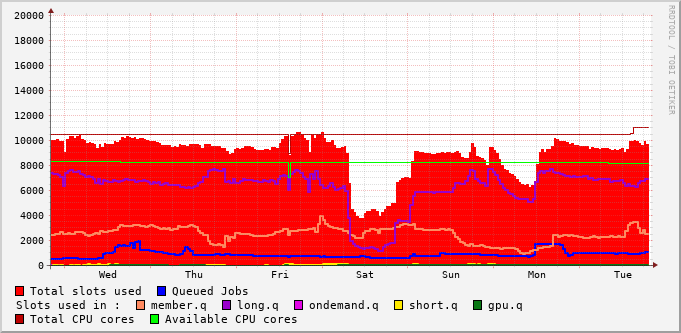 20000
18000
16000
14000
12000
10000
8000
6000
4000
2000
0
Wed Thu Fri Sat Sun Mon Tue
RRDTOOL / TOBI OETIKER
Total slots used Queued Jobs
Slots used in : member.q long.q ondemand.q short.q gpu.q
Total CPU cores Available CPU cores